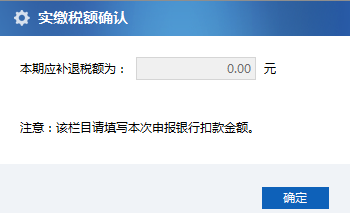 实缴税额确认
本期应补退税额为： 0.00 元
注意：该栏目请填写本次申报银行扣款金额。
确定